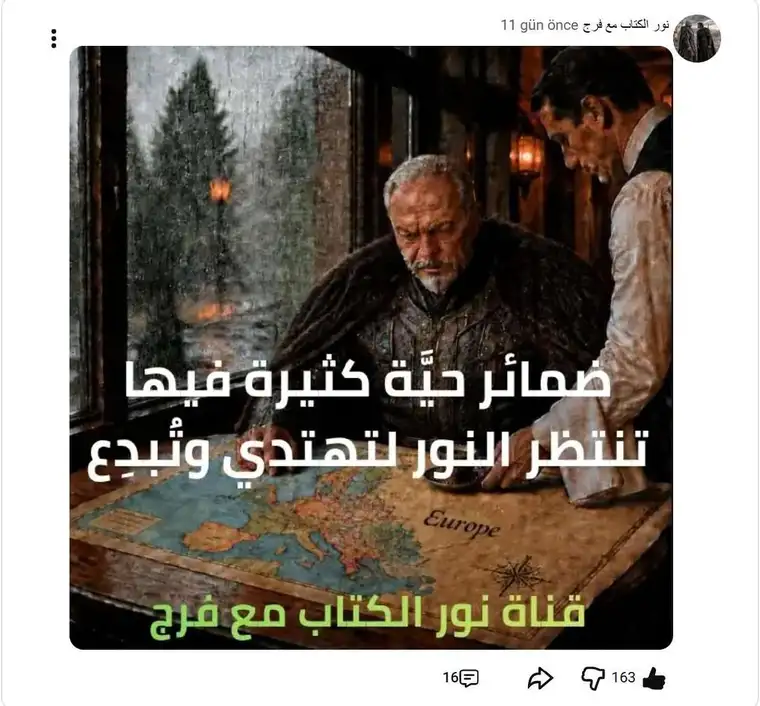 نور الكتاب مع فرج 11 gün önce
ضمائر حيَّة كثيرة فيها
تنتظر النور لتهتدي وتُبدِع
Europe
قناة نور الكتاب مع فرج
163
16